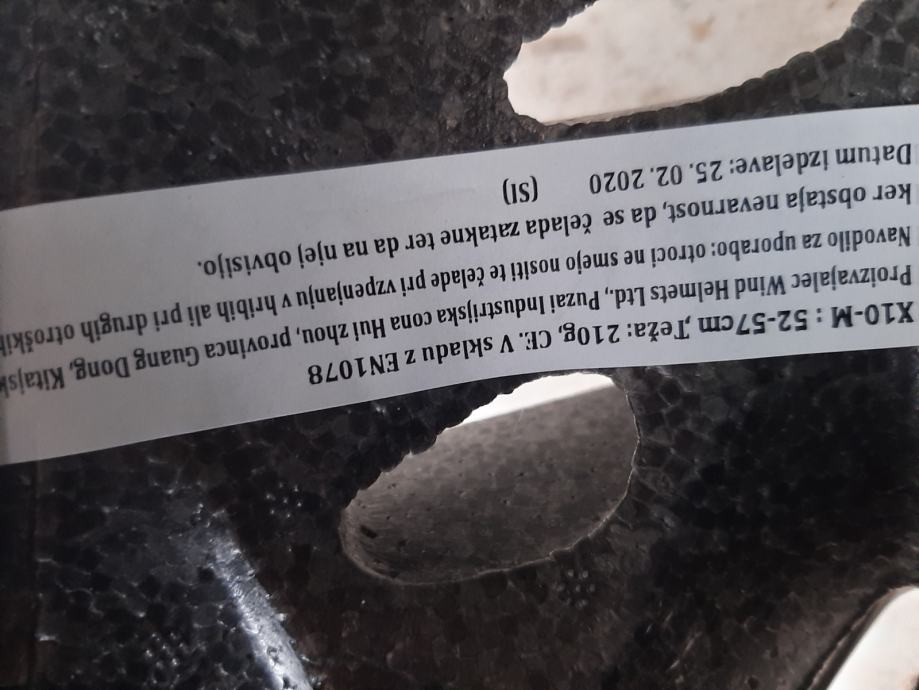 X10-M : 52-57cm ,Teža: 210g, CE. V skladu z EN1078
Proizvajalec Wind Helmets Ltd., Puzai Industrijska cona, Hui zhou, provinca Guang Dong,
Navodilo za uporabo: otroci ne smejo nositi te čelade pri vzpenjanju v hribih ali pri drugih
ker obstaja nevarnost, da se čelada zatakne ter da na njej obvisijo.
Datum izdelave: 25. 02. 2020 (SI)